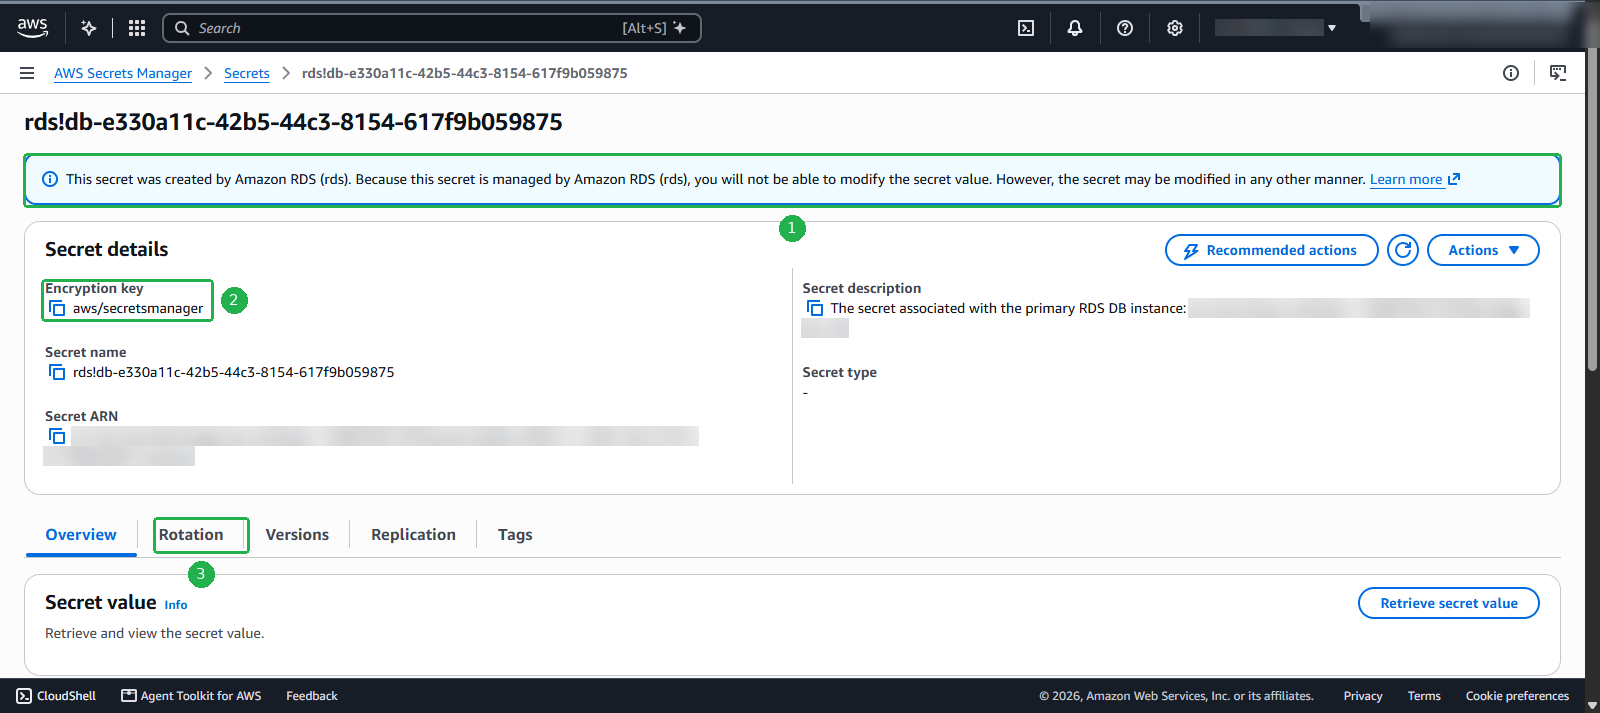 aws
Search
[Alt+S]
AWS Secrets Manager
Secrets
rds!db-e330a11c-42b5-44c3-8154-617f9b059875
rds!db-e330a11c-42b5-44c3-8154-617f9b059875
This secret was created by Amazon RDS (rds). Because this secret is managed by Amazon RDS (rds), you will not be able to modify the secret value. However, the secret may be modified in any other manner. Learn more
1
Secret details
Recommended actions
Actions
Encryption key
aws/secretsmanager
2
Secret name
rds!db-e330a11c-42b5-44c3-8154-617f9b059875
Secret ARN
Secret description
The secret associated with the primary RDS DB instance:
Secret type
-
Overview
Rotation
Versions
Replication
Tags
3
Secret value Info
Retrieve secret value
Retrieve and view the secret value.
CloudShell
Agent Toolkit for AWS
Feedback
© 2026, Amazon Web Services, Inc. or its affiliates.
Privacy
Terms
Cookie preferences